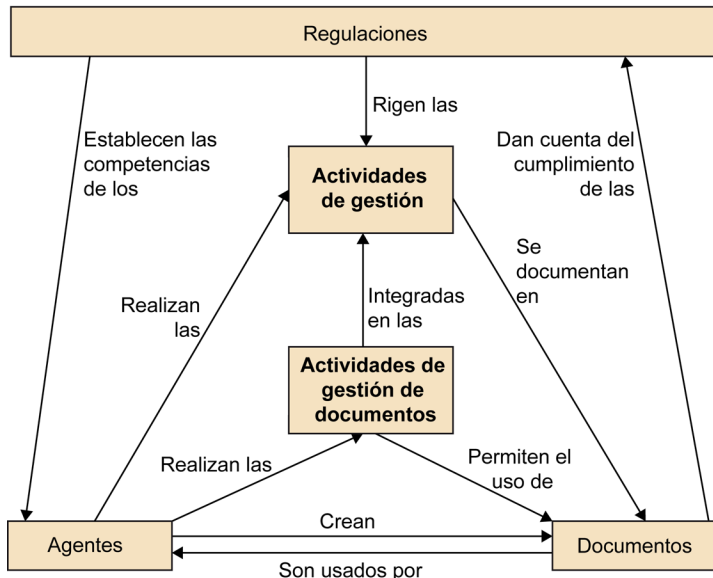 Regulaciones
Rigen las
Establecen las
competencias
de los
Dan cuenta del
cumplimiento
de las
Actividades
de gestión
Se
documentan
en
Realizan
las
Integradas
en las
Actividades de
gestión de
documentos
Realizan las
Permiten el
uso de
Agentes
Crean
Documentos
Son usados por